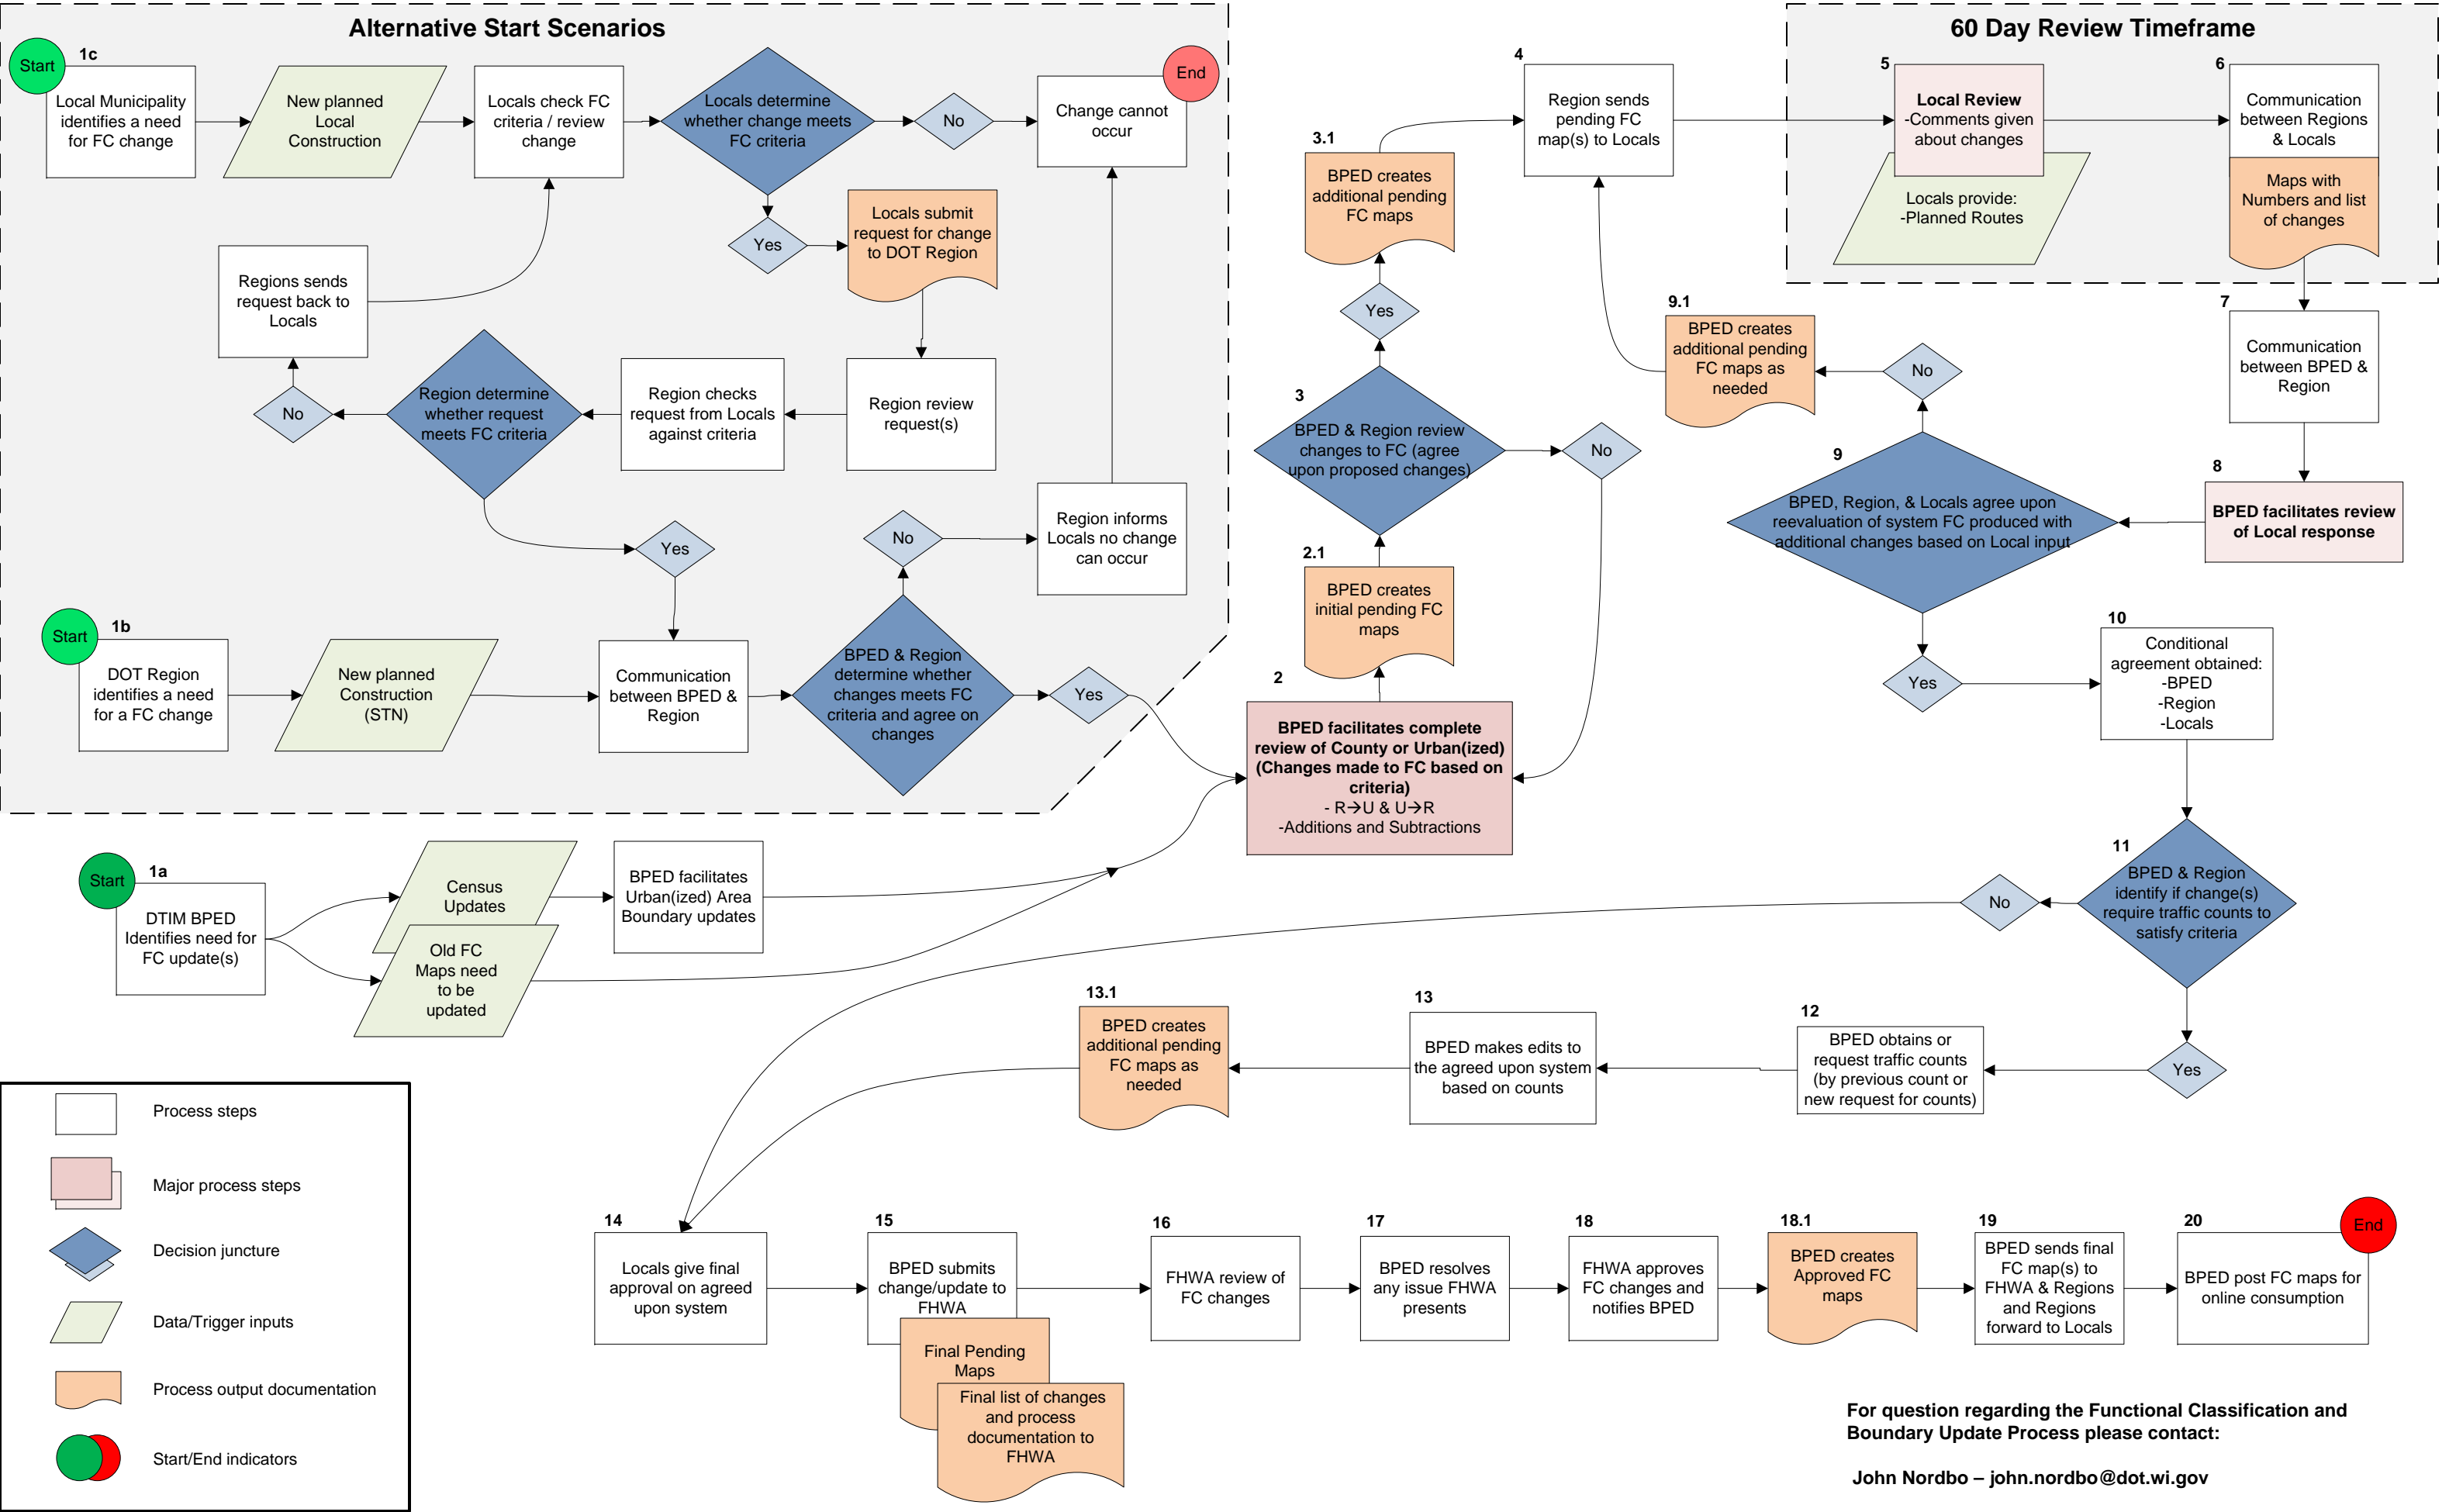 Alternative Start Scenarios
Start
1c
Local Municipality
identifies a need
for FC change
New planned
Local
Construction
Locals check FC
criteria / review
change
Locals determine
whether change meets
FC criteria
No
Change cannot
occur
End
Yes
Locals submit
request for change
to DOT Region
Regions sends
request back to
Locals
No
Region determine
whether request
meets FC criteria
Region checks
request from Locals
against criteria
Region review
request(s)
Yes
No
Region informs
Locals no change
can occur
Start
1b
DOT Region
identifies a need
for a FC change
New planned
Construction
(STN)
Communication
between BPED &
Region
BPED & Region
determine whether
changes meets FC
criteria and agree on
changes
Yes
Start
1a
DTIM BPED
Identifies need for
FC update(s)
Census
Updates
Old FC
Maps need
to be
updated
BPED facilitates
Urban(ized) Area
Boundary updates
2
BPED facilitates complete
review of County or Urban(ized)
(Changes made to FC based on
criteria)
- R→U & U→R
-Additions and Subtractions
2.1
BPED creates
initial pending FC
maps
3
BPED & Region review
changes to FC (agree
upon proposed changes)
No
Yes
3.1
BPED creates
additional pending
FC maps
4
Region sends
pending FC
map(s) to Locals
60 Day Review Timeframe
5
Local Review
-Comments given
about changes
Locals provide:
-Planned Routes
6
Communication
between Regions
& Locals
Maps with
Numbers and list
of changes
7
Communication
between BPED &
Region
8
BPED facilitates review
of Local response
9
BPED, Region, & Locals agree upon
reevaluation of system FC produced with
additional changes based on Local input
No
9.1
BPED creates
additional pending
FC maps as
needed
Yes
10
Conditional
agreement obtained:
-BPED
-Region
-Locals
11
BPED & Region
identify if change(s)
require traffic counts to
satisfy criteria
No
Yes
12
BPED obtains or
request traffic counts
(by previous count or
new request for counts)
13
BPED makes edits to
the agreed upon system
based on counts
13.1
BPED creates
additional pending
FC maps as
needed
14
Locals give final
approval on agreed
upon system
15
BPED submits
change/update to
FHWA
Final Pending
Maps
Final list of changes
and process
documentation to
FHWA
16
FHWA review of
FC changes
17
BPED resolves
any issue FHWA
presents
18
FHWA approves
FC changes and
notifies BPED
18.1
BPED creates
Approved FC
maps
19
BPED sends final
FC map(s) to
FHWA & Regions
and Regions
forward to Locals
20
BPED post FC maps for
online consumption
End
Process steps
Major process steps
Decision juncture
Data/Trigger inputs
Process output documentation
Start/End indicators
For question regarding the Functional Classification and
Boundary Update Process please contact:
John Nordbo – john.nordbo@dot.wi.gov